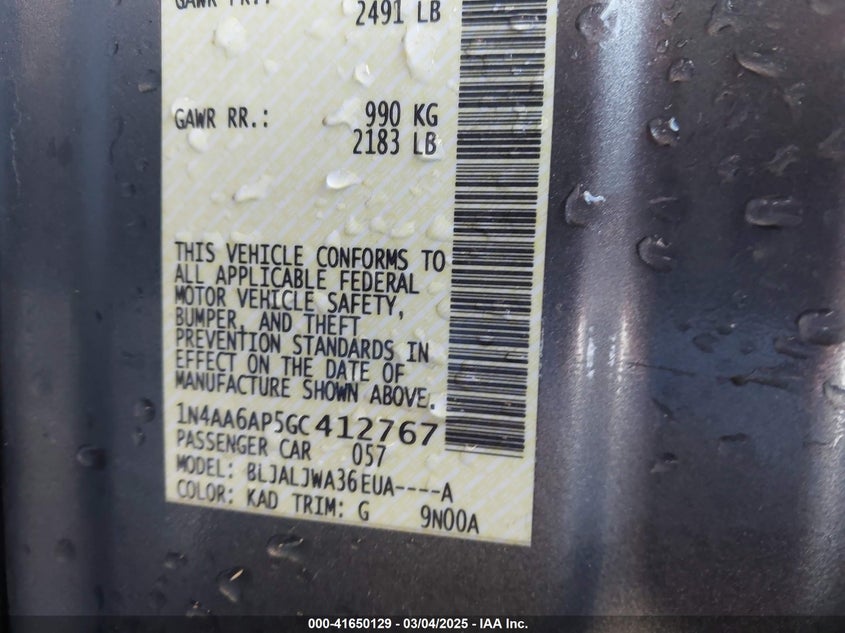 2491 LB
GAWR RR.: 990 KG
2183 LB
THIS VEHICLE CONFORMS TO
ALL APPLICABLE FEDERAL
MOTOR VEHICLE SAFETY,
BUMPER, AND THEFT
PREVENTION STANDARDS IN
EFFECT ON THE DATE OF
MANUFACTURE SHOWN ABOVE.
1N4AA6AP5GC412767
PASSENGER CAR 057
MODEL: BLJALJWA36EUA----A
COLOR: KAD TRIM: G 9N00A
000-41650129 - 03/04/2025 - IAA Inc.